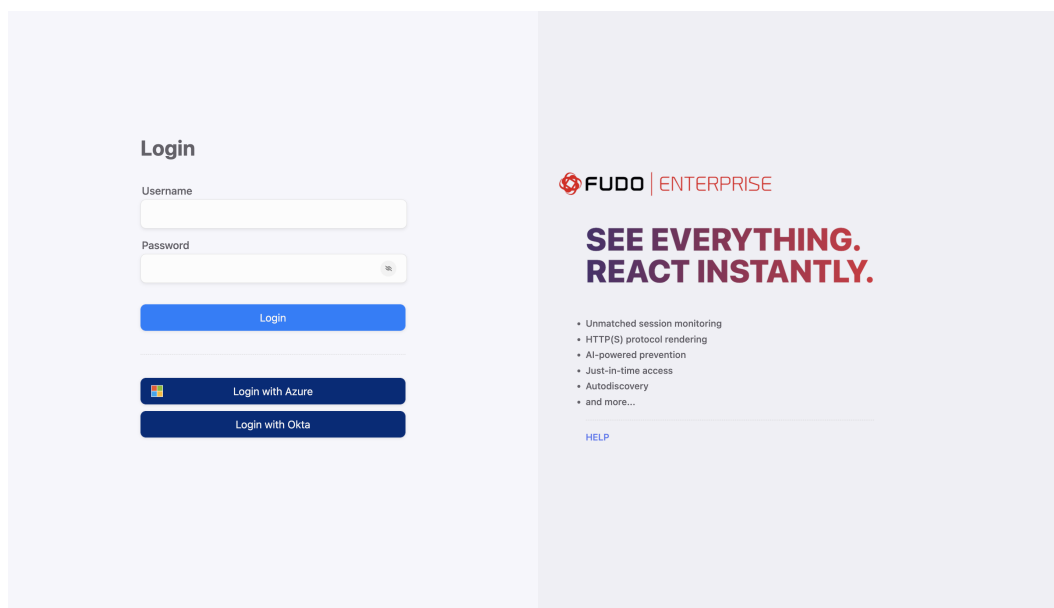 Login
Username
Password
Login
Login with Azure
Login with Okta
FUDO | ENTERPRISE
SEE EVERYTHING.
REACT INSTANTLY.
• Unmatched session monitoring
• HTTP(S) protocol rendering
• AI-powered prevention
• Just-in-time access
• Autodiscovery
• and more...
HELP